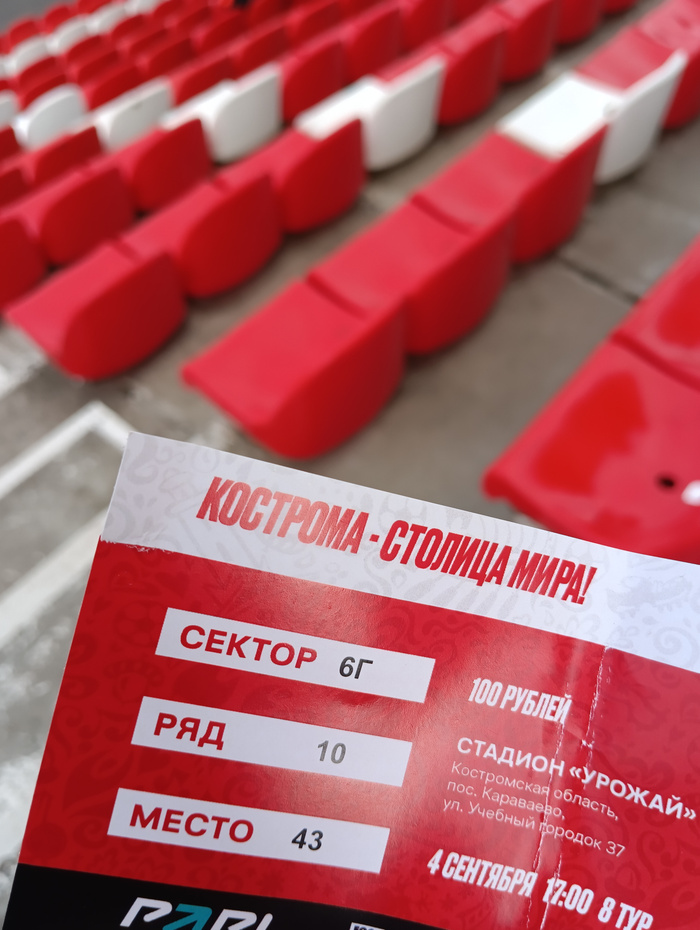 КОСТРОМА - СТОЛИЦА МИРА!
СЕКТОР 6Г
РЯД 10
МЕСТО 43
100 РУБЛЕЙ
СТАДИОН «УРОЖАЙ»
Костромская область,
пос. Караваево,
ул. Учебный городок 37
4 СЕНТЯБРЯ 17:00 8 ТУР